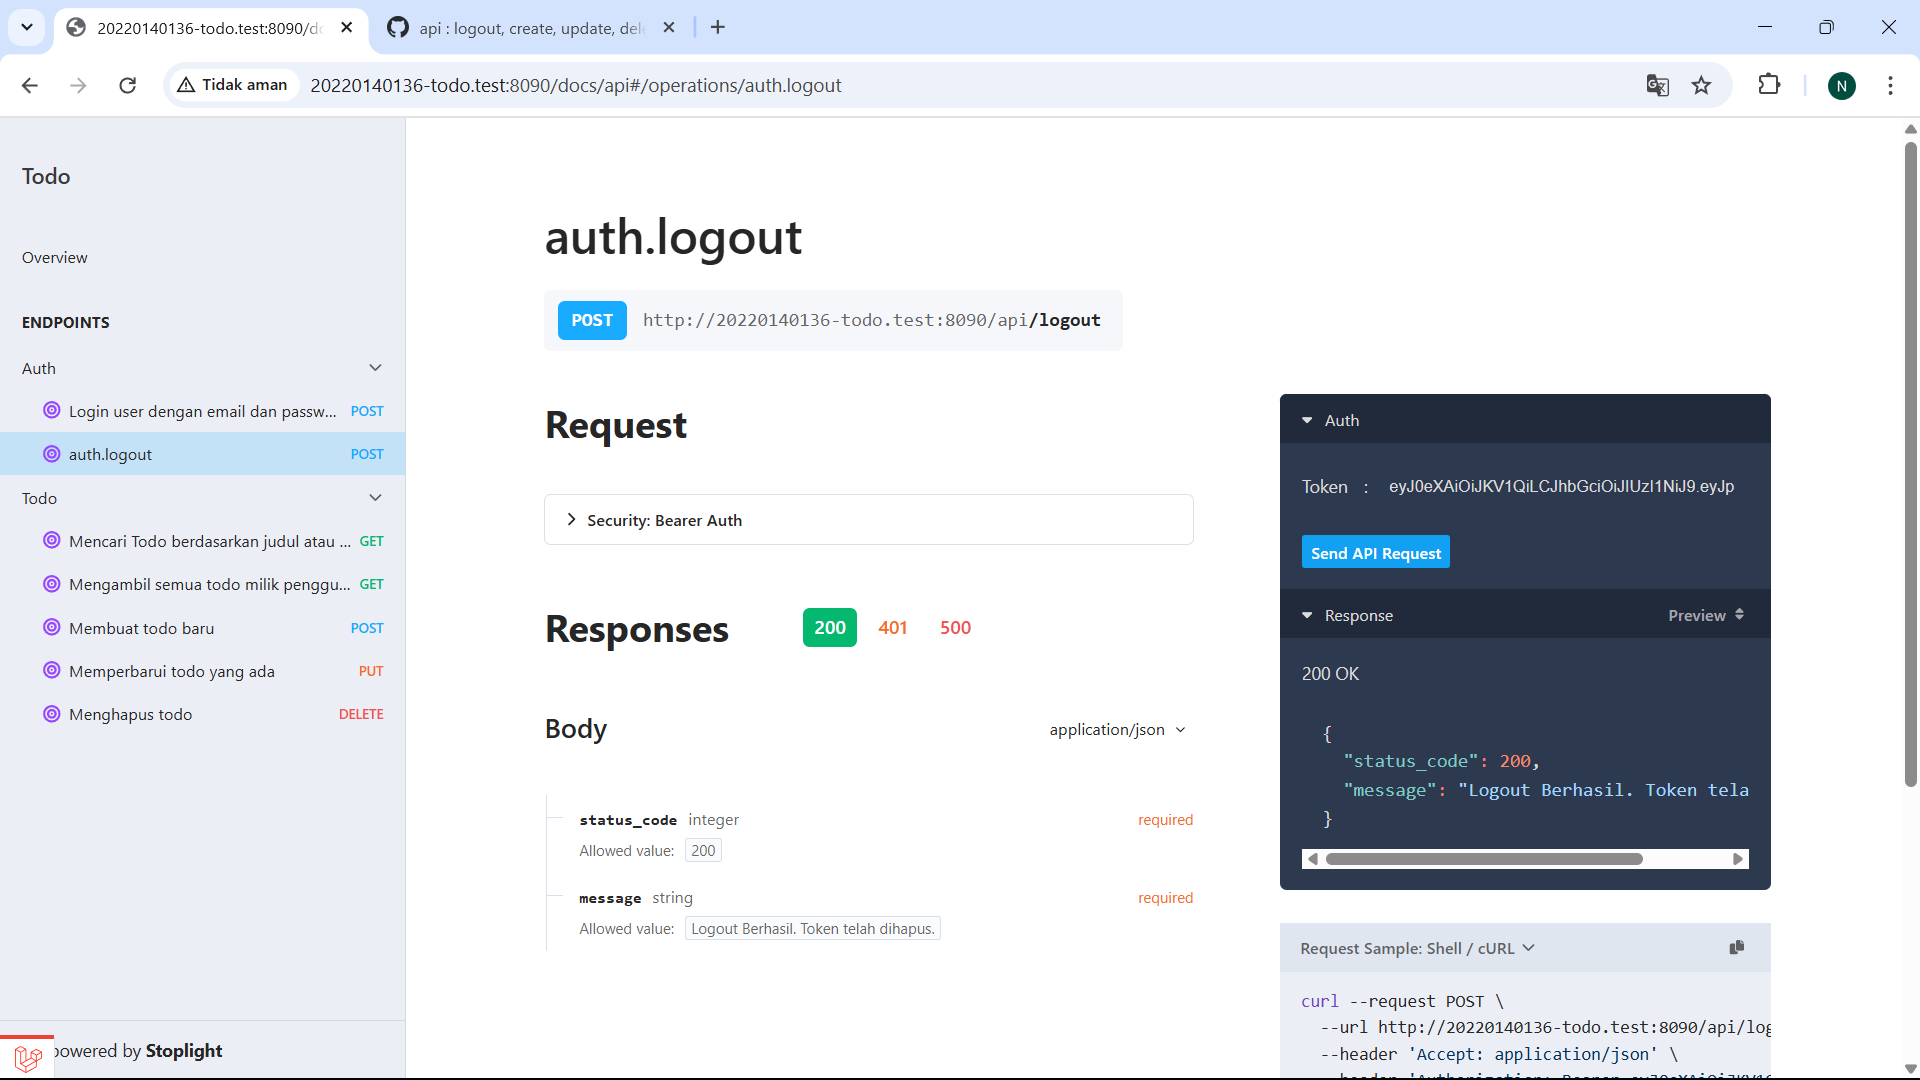 20220140136-todo.test:8090/do
api : logout, create, update, dele
Tidak aman
20220140136-todo.test:8090/docs/api#/operations/auth.logout
N
Todo
Overview
ENDPOINTS
Auth
Login user dengan email dan passw... POST
auth.logout POST
Todo
Mencari Todo berdasarkan judul atau ... GET
Mengambil semua todo milik penggu... GET
Membuat todo baru POST
Memperbarui todo yang ada PUT
Menghapus todo DELETE
powered by Stoplight
auth.logout
POST http://20220140136-todo.test:8090/api/logout
Request
Security: Bearer Auth
Responses 200 401 500
Body application/json
status_code integer required
Allowed value: 200
message string required
Allowed value: Logout Berhasil. Token telah dihapus.
Auth
Token : eyJ0eXAiOiJKV1QiLCJhbGciOiJIUzI1NiJ9.eyJp
Send API Request
Response Preview
200 OK
{
"status_code": 200,
"message": "Logout Berhasil. Token tela
}
Request Sample: Shell / cURL
curl --request POST \
--url http://20220140136-todo.test:8090/api/log
--header 'Accept: application/json' \